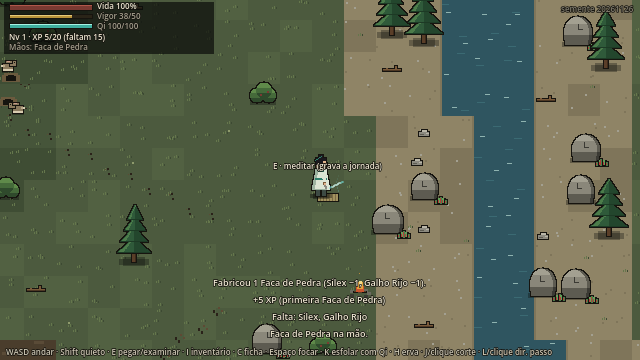 Vida 100%
semente 20261126
Vigor 38/50
Qi 100/100
Nv 1 · XP 5/20 (faltam 15)
Mãos: Faca de Pedra
E · meditar (grava a jornada)
Fabricou 1 Faca de Pedra (Sílex −1, Galho Rijo −1).
+5 XP (primeira Faca de Pedra)
Falta: Sílex, Galho Rijo
Faca de Pedra na mão.
WASD andar · Shift quieto · E pegar/examinar · I inventário · C ficha · Espaço focar · K esfolar com Qi · H erva · J/clique corte · L/clique dir. passo